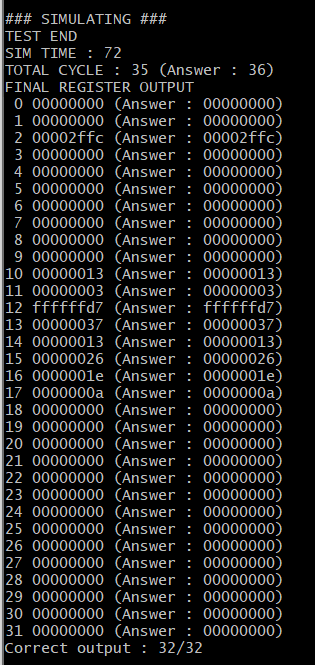 ### SIMULATING ###
TEST END
SIM TIME : 72
TOTAL CYCLE : 35 (Answer : 36)
FINAL REGISTER OUTPUT
 0 00000000 (Answer : 00000000)
 1 00000000 (Answer : 00000000)
 2 00002ffc (Answer : 00002ffc)
 3 00000000 (Answer : 00000000)
 4 00000000 (Answer : 00000000)
 5 00000000 (Answer : 00000000)
 6 00000000 (Answer : 00000000)
 7 00000000 (Answer : 00000000)
 8 00000000 (Answer : 00000000)
 9 00000000 (Answer : 00000000)
10 00000013 (Answer : 00000013)
11 00000003 (Answer : 00000003)
12 ffffffd7 (Answer : ffffffd7)
13 00000037 (Answer : 00000037)
14 00000013 (Answer : 00000013)
15 00000026 (Answer : 00000026)
16 0000001e (Answer : 0000001e)
17 0000000a (Answer : 0000000a)
18 00000000 (Answer : 00000000)
19 00000000 (Answer : 00000000)
20 00000000 (Answer : 00000000)
21 00000000 (Answer : 00000000)
22 00000000 (Answer : 00000000)
23 00000000 (Answer : 00000000)
24 00000000 (Answer : 00000000)
25 00000000 (Answer : 00000000)
26 00000000 (Answer : 00000000)
27 00000000 (Answer : 00000000)
28 00000000 (Answer : 00000000)
29 00000000 (Answer : 00000000)
30 00000000 (Answer : 00000000)
31 00000000 (Answer : 00000000)
Correct output : 32/32